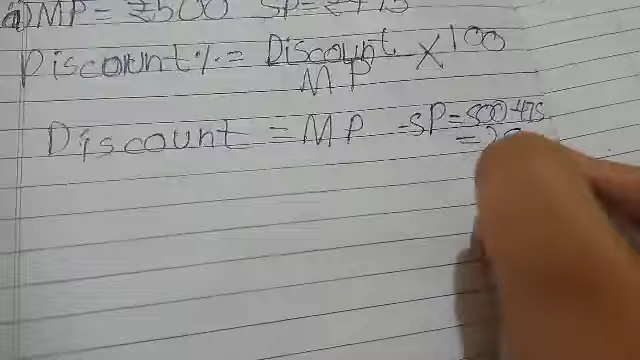 a) MP = ₹500 SP = ₹475
Discount % = Discount / MP × 100
Discount = MP - SP = 500-475
=